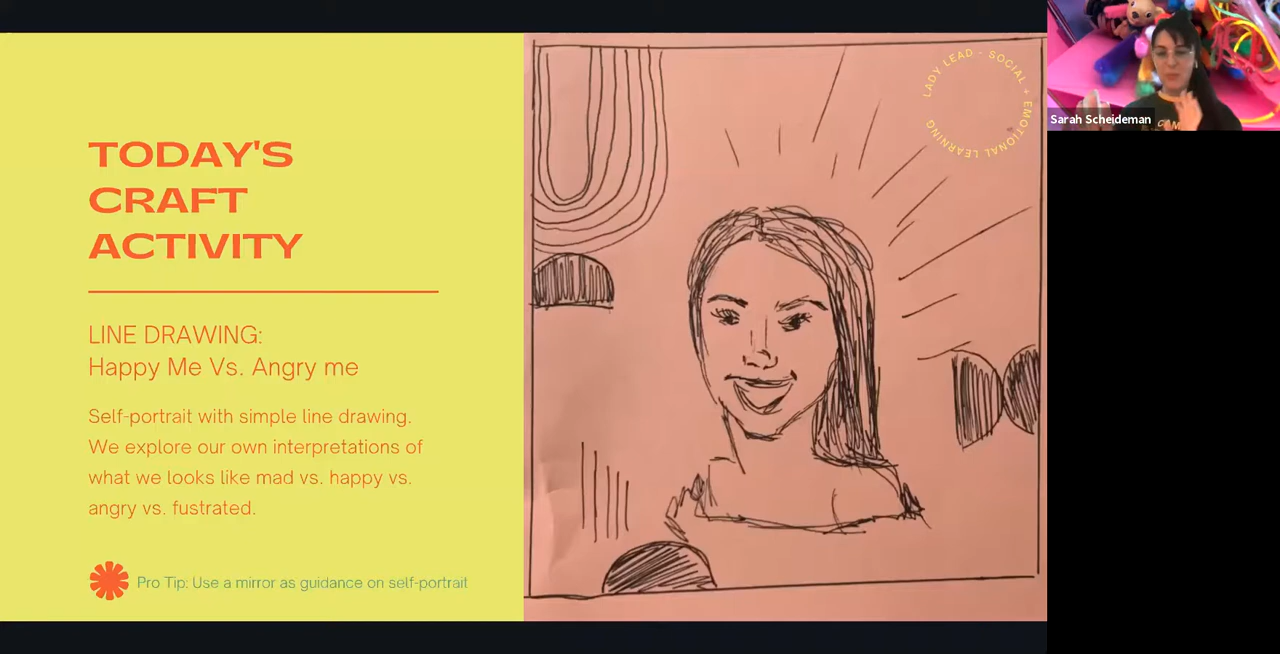 TODAY'S
CRAFT
ACTIVITY
LINE DRAWING:
Happy Me Vs. Angry me
Self-portrait with simple line drawing.
We explore our own interpretations of
what we looks like mad vs. happy vs.
angry vs. fustrated.
Pro Tip: Use a mirror as guidance on self-portrait
LADY LEAD - SOCIAL + EMOTIONAL LEARNING
Sarah Scheideman